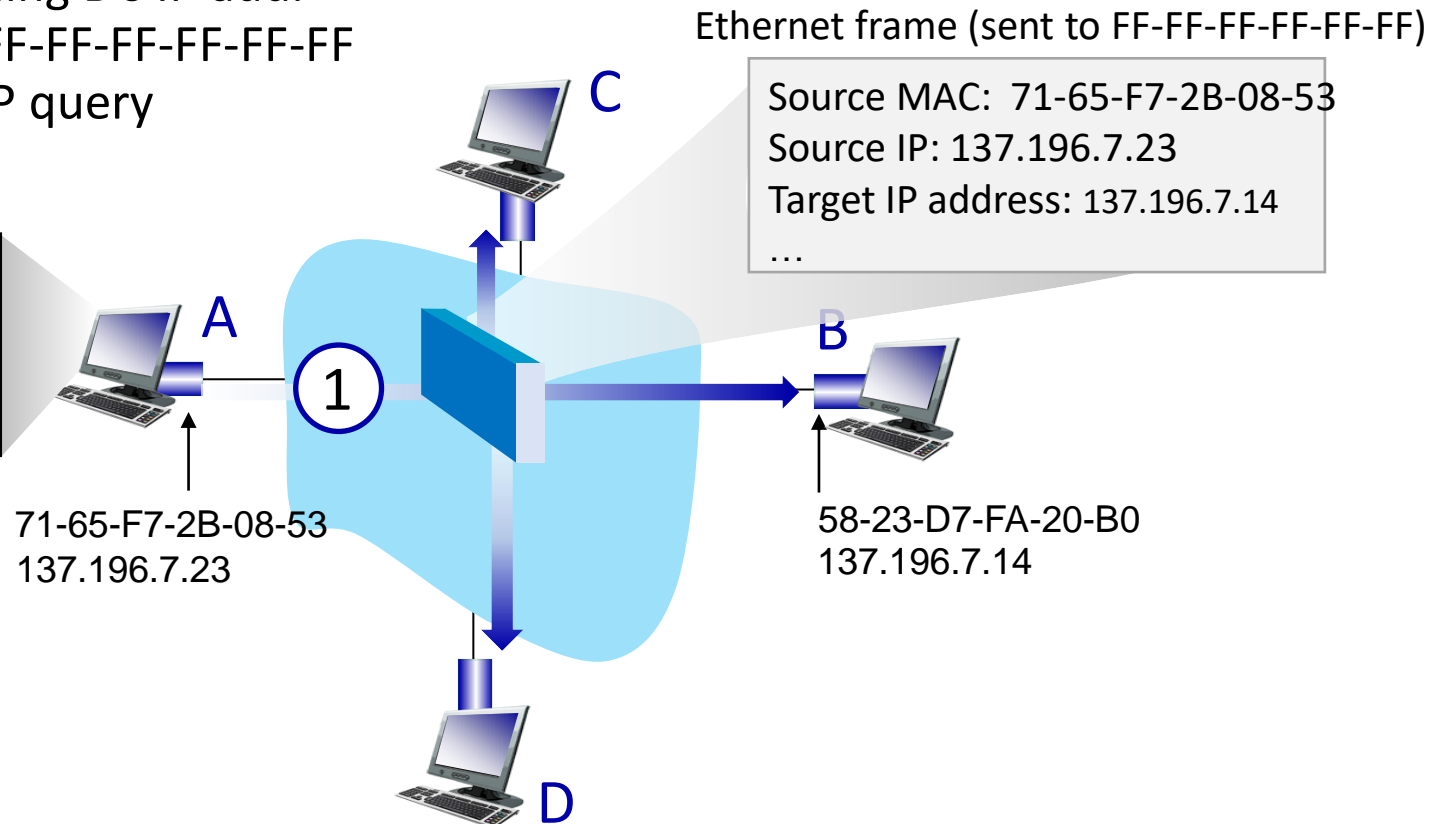 FF-FF-FF-FF-FF-FF
query
Ethernet frame (sent to FF-FF-FF-FF-FF-FF)
Source MAC: 71-65-F7-2B-08-53
Source IP: 137.196.7.23
Target IP address: 137.196.7.14
…
C
A
B
1
71-65-F7-2B-08-53
137.196.7.23
58-23-D7-FA-20-B0
137.196.7.14
D